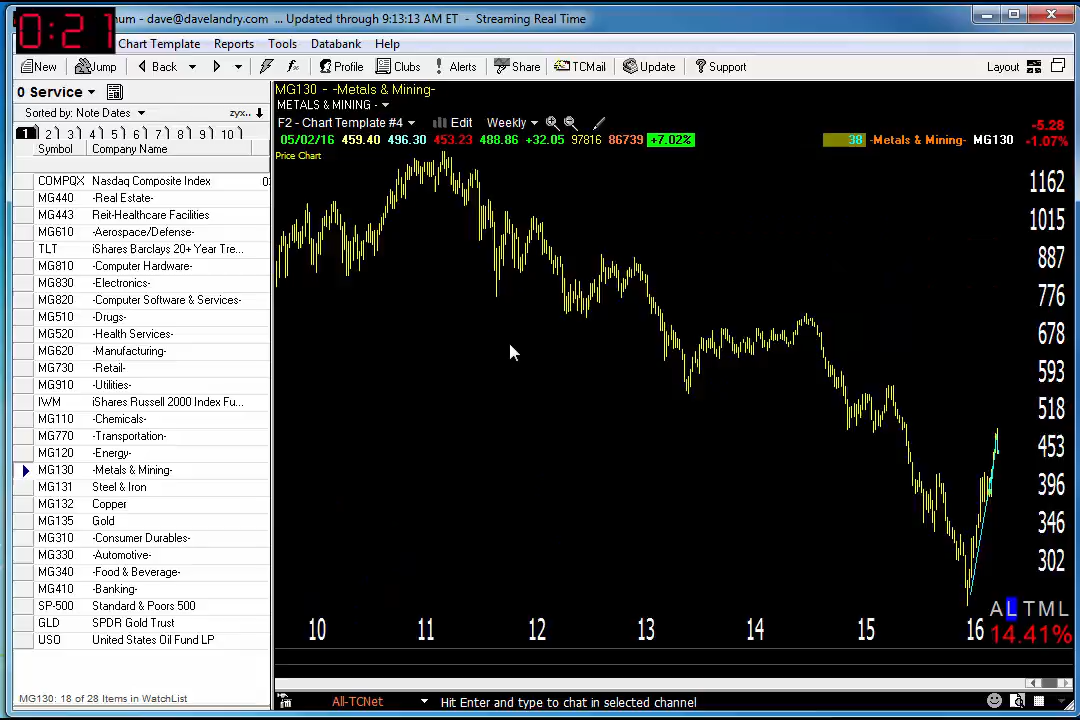 0:21
num - dave@davelandry.com ... Updated through 9:13:13 AM ET - Streaming Real Time
Chart Template Reports Tools Database Help
New Jump Back Profile Clubs Alerts Share TCMail Update Support Layout
0 Service
Sorted by: Note Dates zyx..
1 2 3 4 5 6 7 8 9 10
Symbol Company Name
COMPQX Nasdaq Composite Index 0
MG440 -Real Estate-
MG443 Reit-Healthcare Facilities
MG610 -Aerospace/Defense-
TLT iShares Barclays 20+ Year Tre...
MG810 -Computer Hardware-
MG830 -Electronics-
MG820 -Computer Software & Services-
MG510 -Drugs-
MG520 -Health Services-
MG620 -Manufacturing-
MG730 -Retail-
MG910 -Utilities-
IWM iShares Russell 2000 Index Fu...
MG110 -Chemicals-
MG770 -Transportation-
MG120 -Energy-
MG130 -Metals & Mining-
MG131 Steel & Iron
MG132 Copper
MG135 Gold
MG310 -Consumer Durables-
MG330 -Automotive-
MG340 -Food & Beverage-
MG410 -Banking-
SP-500 Standard & Poors 500
GLD SPDR Gold Trust
USO United States Oil Fund LP
MG130: 18 of 28 Items in WatchList
MG130 - -Metals & Mining-
METALS & MINING -
F2 - Chart Template #4 Edit Weekly
05/02/16 459.40 496.30 453.23 488.86 +32.05 97816 86739 +7.02% 38 -Metals & Mining- MG130
-5.28
-1.07%
Price Chart
1162
1015
887
776
678
593
518
453
396
346
302
ALTML
14.41%
10 11 12 13 14 15 16
All-TCNet Hit Enter and type to chat in selected channel